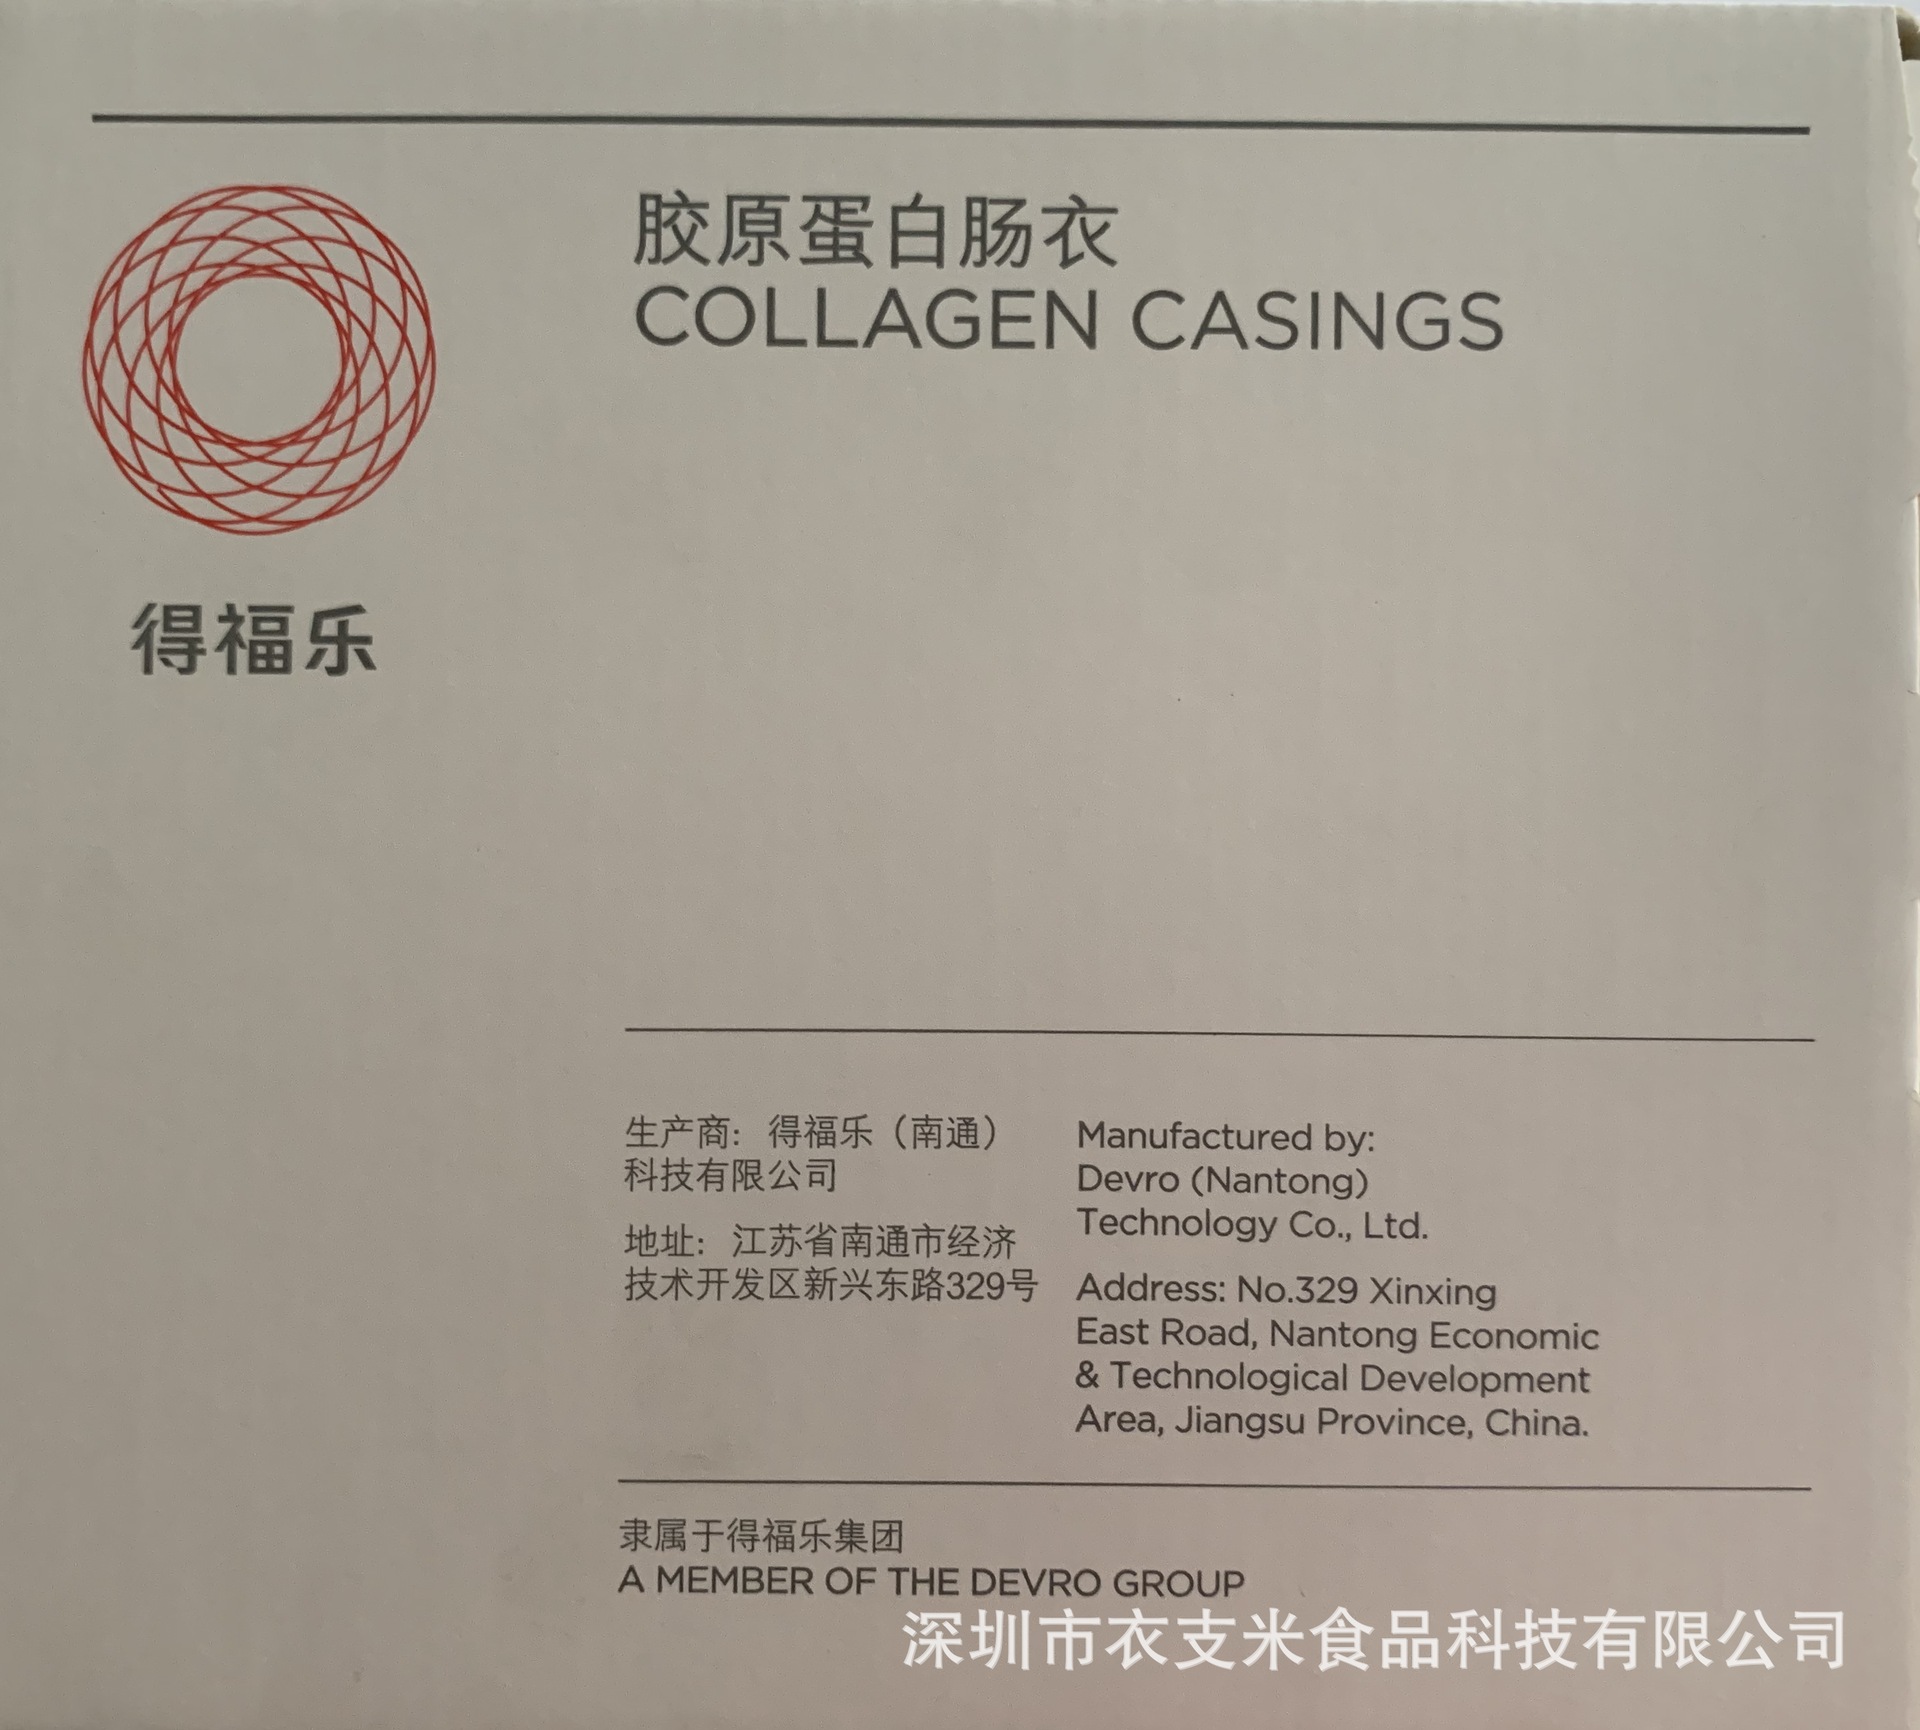 胶原蛋白肠衣
COLLAGEN CASINGS
得福乐
生产商：得福乐（南通）
科技有限公司
地址：江苏省南通市经济
技术开发区新兴东路329号
Manufactured by:
Devro (Nantong)
Technology Co., Ltd.
Address: No.329 Xinxing
East Road, Nantong Economic
& Technological Development
Area, Jiangsu Province, China.
隶属于得福乐集团
A MEMBER OF THE DEVRO GROUP
深圳市衣支米食品科技有限公司